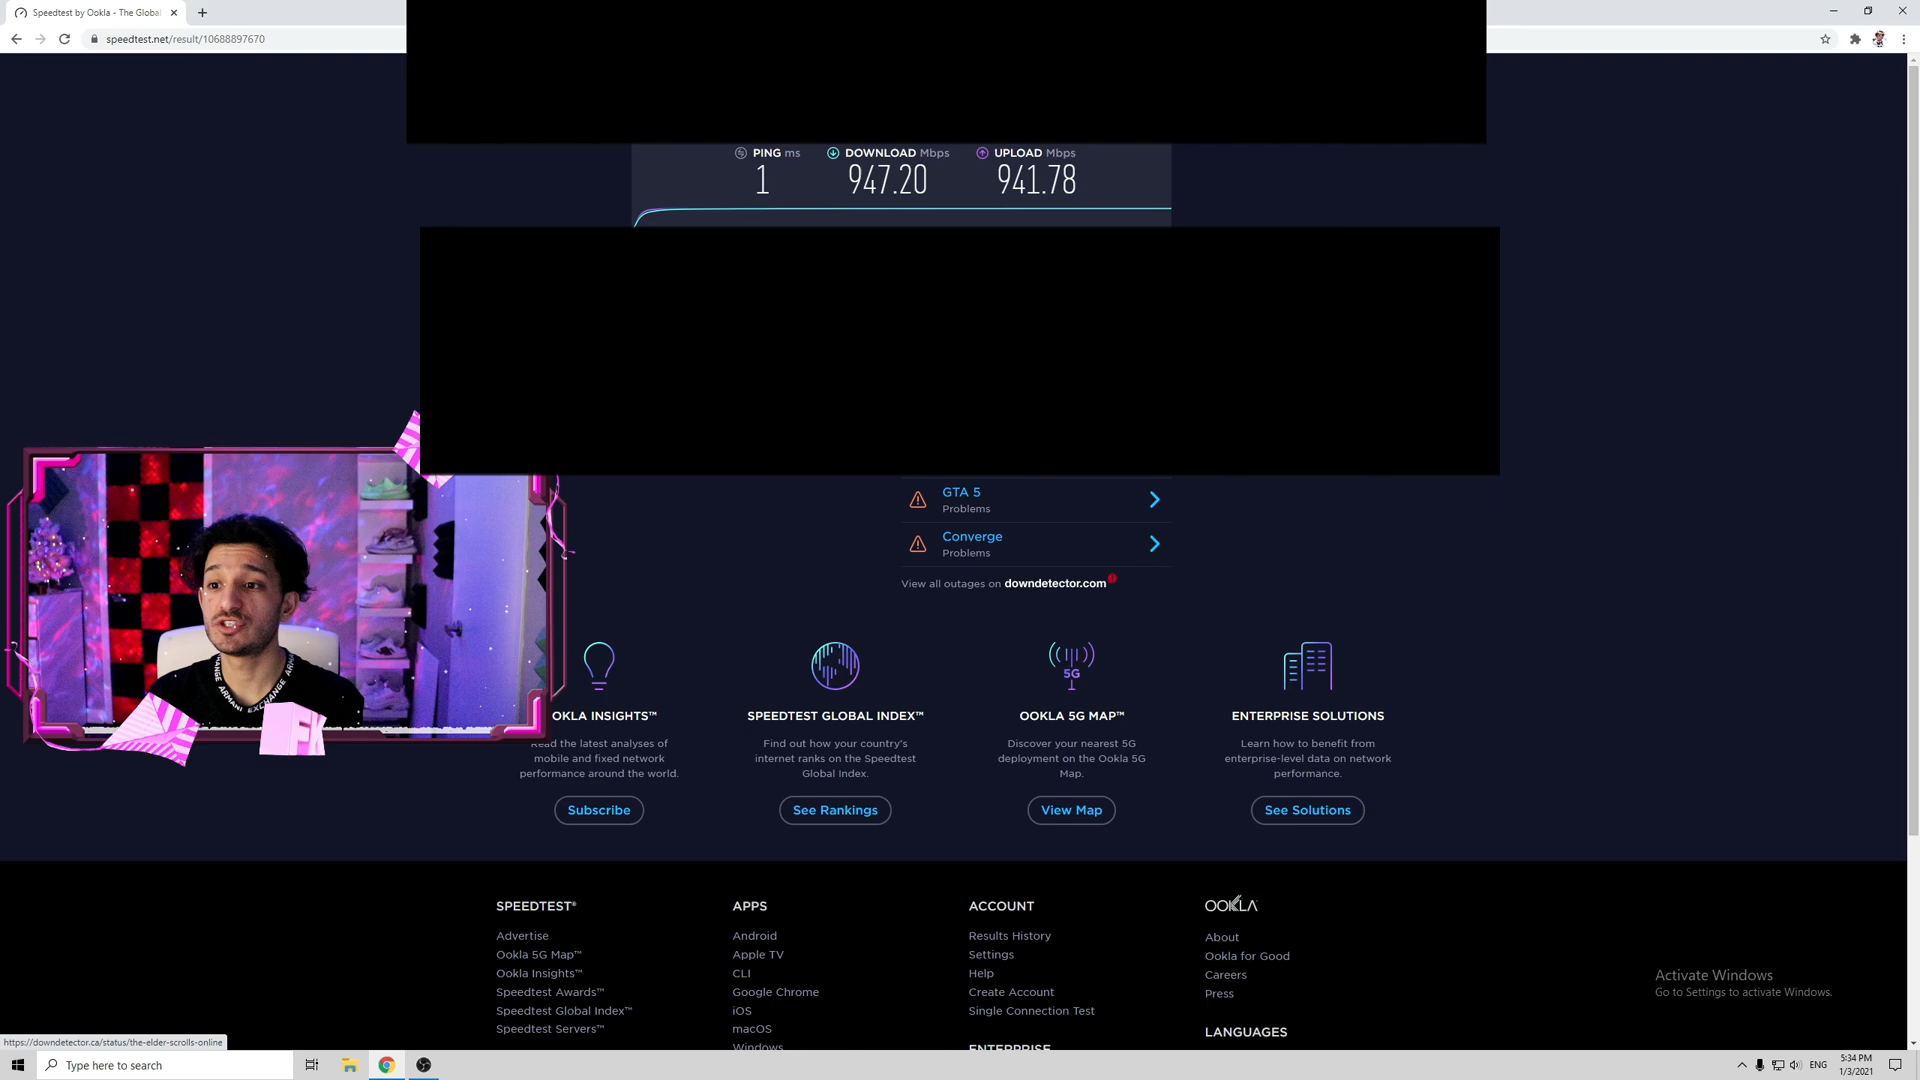 Speedtest by Ookla - The Global
speedtest.net/result/10688897670
PING ms
DOWNLOAD Mbps
UPLOAD Mbps
1
947.20
941.78
GTA 5
Problems
Converge
Problems
View all outages on downdetector.com
5G
OKLA INSIGHTS™
Read the latest analyses of
mobile and fixed network
performance around the world.
Subscribe
SPEEDTEST GLOBAL INDEX™
Find out how your country's
internet ranks on the Speedtest
Global Index.
See Rankings
OOKLA 5G MAP™
Discover your nearest 5G
deployment on the Ookla 5G
Map.
View Map
ENTERPRISE SOLUTIONS
Learn how to benefit from
enterprise-level data on network
performance.
See Solutions
ARMANI EXCHANGE ARMA
SPEEDTEST®
Advertise
Ookla 5G Map™
Ookla Insights™
Speedtest Awards™
Speedtest Global Index™
Speedtest Servers™
APPS
Android
Apple TV
CLI
Google Chrome
iOS
macOS
Windows
ACCOUNT
Results History
Settings
Help
Create Account
Single Connection Test
ENTERPRISE
OOKLA
About
Ookla for Good
Careers
Press
LANGUAGES
Activate Windows
Go to Settings to activate Windows.
https://downdetector.ca/status/the-elder-scrolls-online
Type here to search
ENG
5:34 PM
1/3/2021